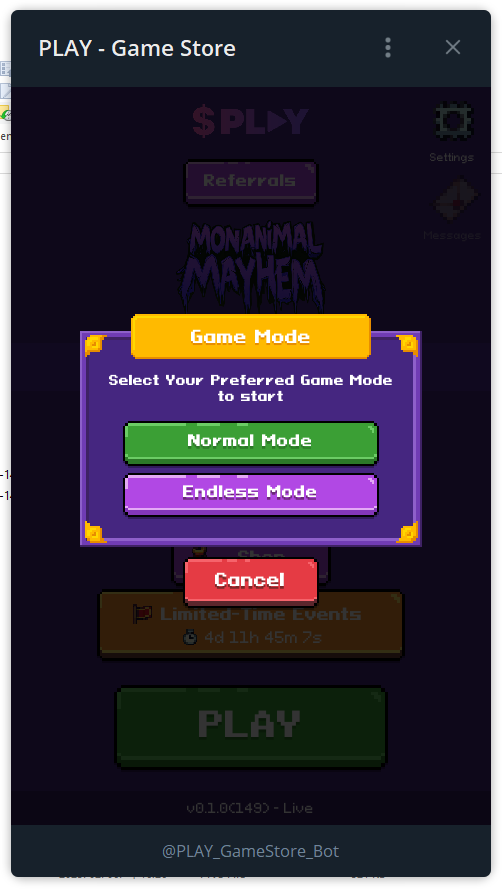 PLAY - Game Store
$PLAY
Settings
Referrals
Messages
MONANIMAL
MAYHEM
Game Mode
Select Your Preferred Game Mode
to start
Normal Mode
Endless Mode
Shop
Cancel
Limited-Time Events
4d 11h 45m 7s
PLAY
v0.1.0(149) - Live
@PLAY_GameStore_Bot